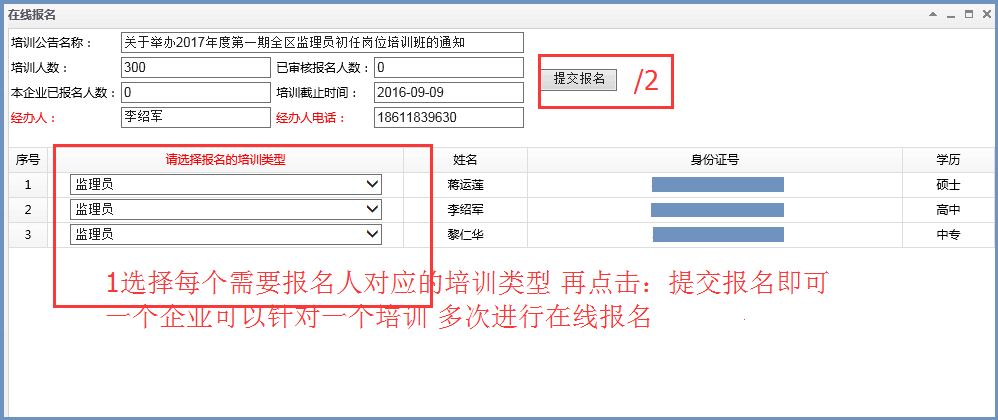 在线报名
培训公告名称： 关于举办2017年度第一期全区监理员初任岗位培训班的通知
培训人数： 300 已审核报名人数： 0
提交报名 /2
本企业已报名人数： 0 培训截止时间： 2016-09-09
经办人： 李绍军 经办人电话： 18611839630
序号 请选择报名的培训类型 姓名 身份证号 学历
1 监理员 蒋运莲 硕士
2 监理员 李绍军 高中
3 监理员 黎仁华 中专
1选择每个需要报名人对应的培训类型 再点击：提交报名即可
一个企业可以针对一个培训 多次进行在线报名